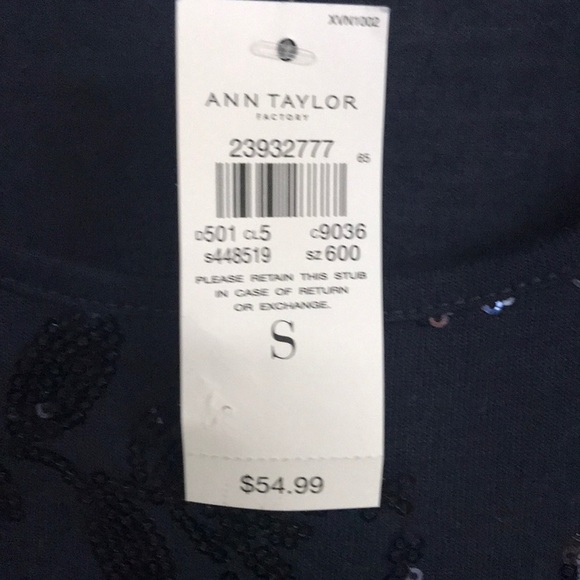 XVN1002
ANN TAYLOR
FACTORY
23932777 65
D501 CL5 C9036
S448519 SZ 600
PLEASE RETAIN THIS STUB
IN CASE OF RETURN
OR EXCHANGE.
S
$54.99